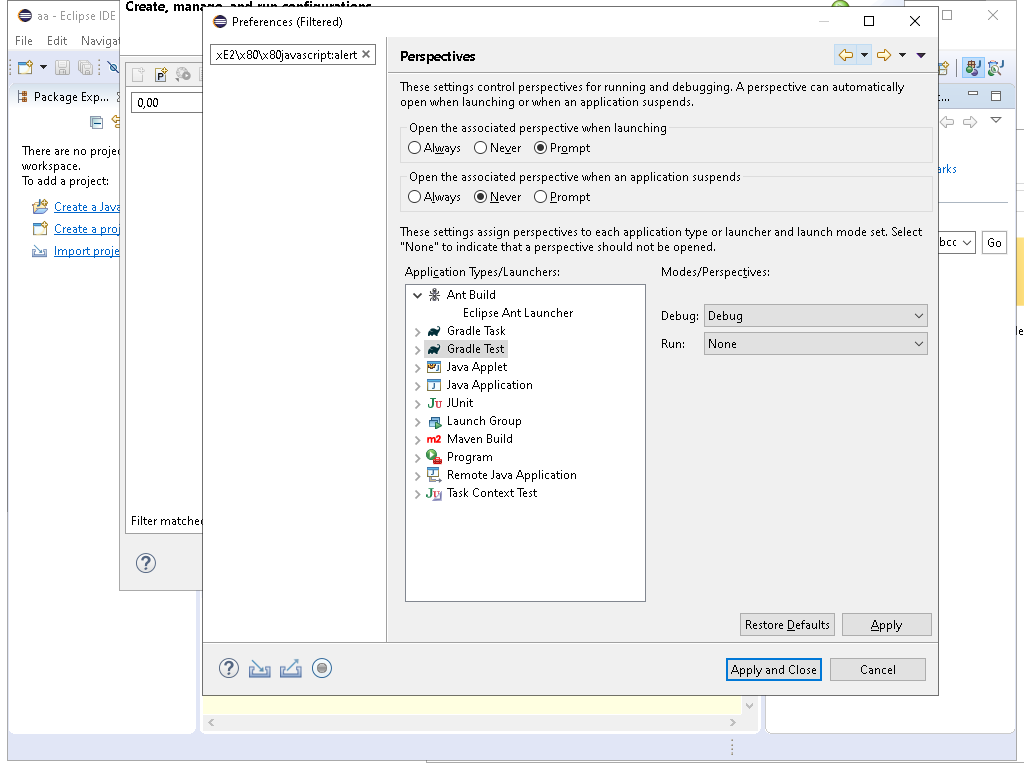 aa - Eclipse IDE
File Edit Navigat
Package Exp...
There are no proje
workspace.
To add a project:
Create a Java
Create a proj
Import proje
Create, manage, and run configurations
0,00
Filter matche
Preferences (Filtered)
xE2\x80\x80javascript:alert
Perspectives
These settings control perspectives for running and debugging. A perspective can automatically
open when launching or when an application suspends.
Open the associated perspective when launching
Always Never Prompt
Open the associated perspective when an application suspends
Always Never Prompt
These settings assign perspectives to each application type or launcher and launch mode set. Select
"None" to indicate that a perspective should not be opened.
Application Types/Launchers:
Ant Build
Eclipse Ant Launcher
Gradle Task
Gradle Test
Java Applet
Java Application
JUnit
Launch Group
Maven Build
Program
Remote Java Application
Task Context Test
Modes/Perspectives:
Debug: Debug
Run: None
Restore Defaults Apply
Apply and Close Cancel
arks
Go